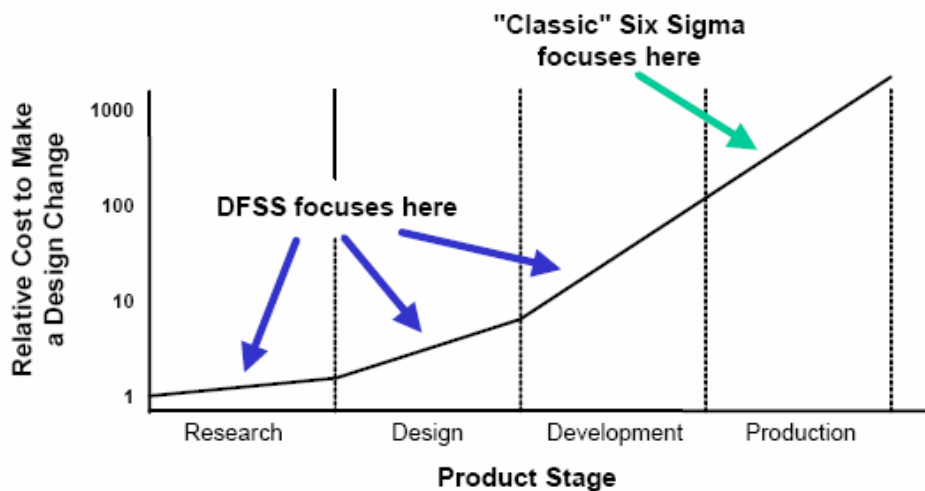 "Classic" Six Sigma
focuses here
1000
100
10
1
Relative Cost to Make
a Design Change
DFSS focuses here
Research
Design
Development
Production
Product Stage